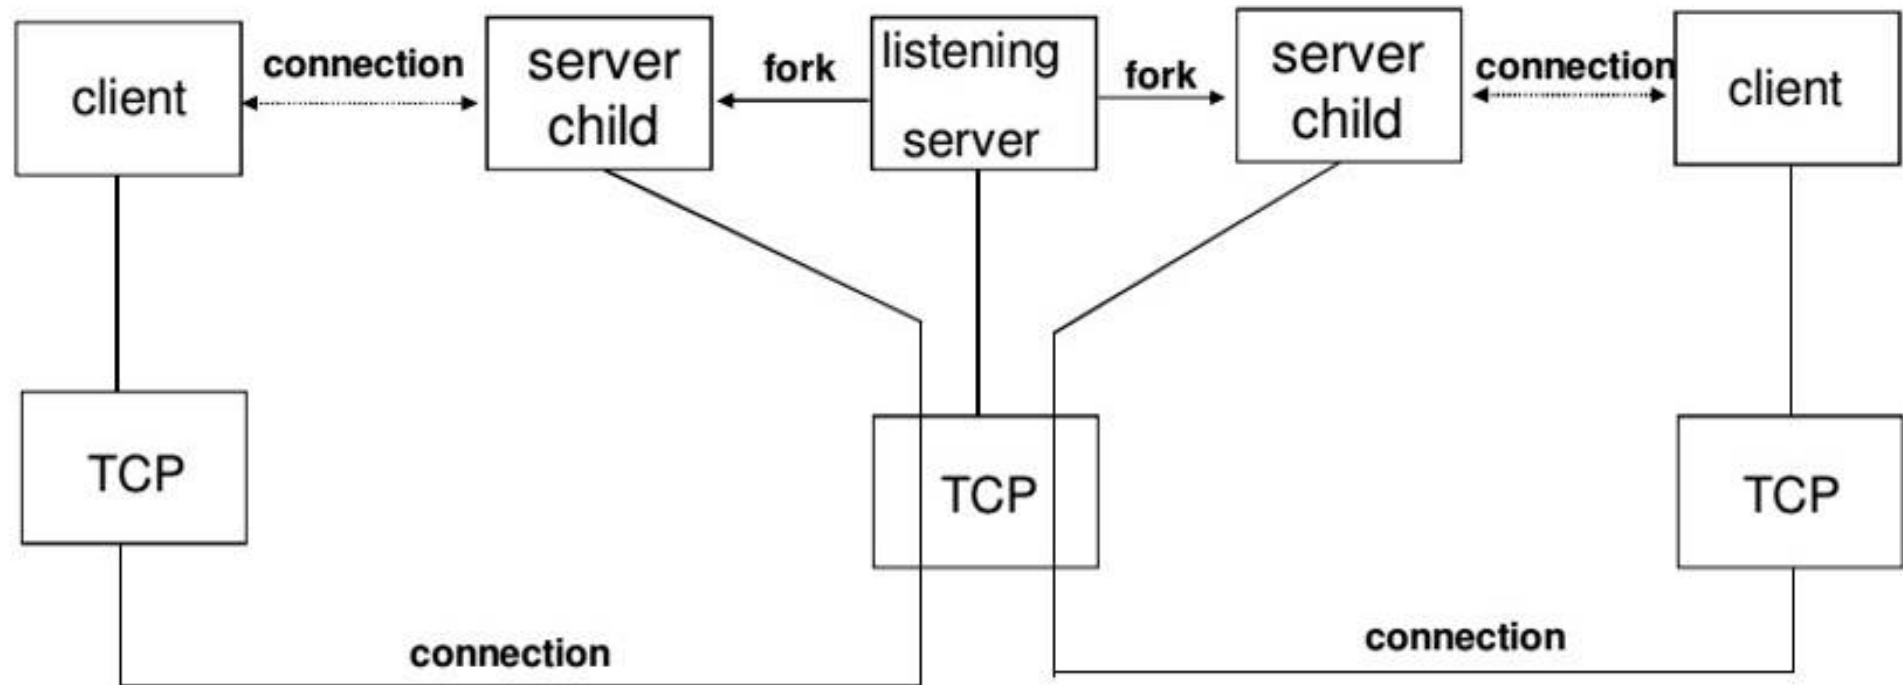 client
connection
server
child
fork
listening
server
fork
server
child
connection
client
TCP
TCP
TCP
connection
connection